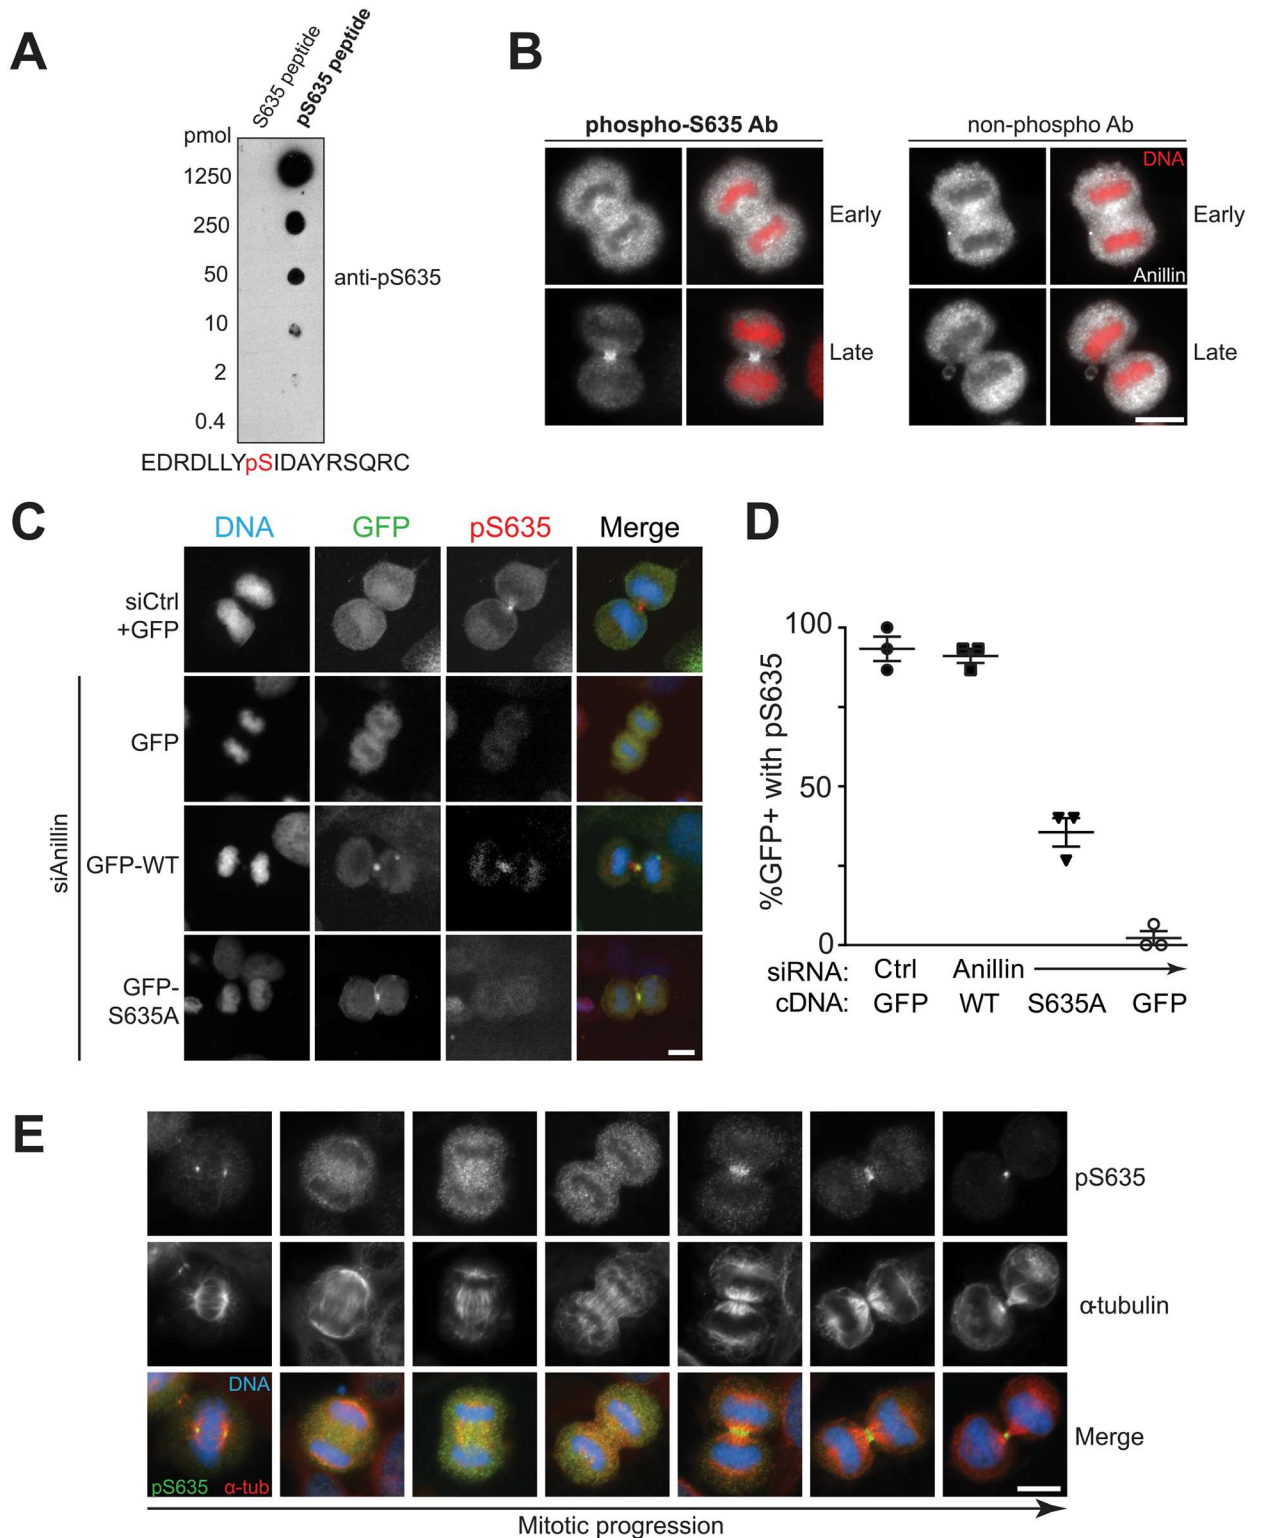 A
S635 peptide
pS635 peptide
pmol
1250
250
50
10
2
0.4
anti-pS635
EDRDLLYpSIDAYRSQRC
B
phospho-S635 Ab
non-phospho Ab
DNA
Early
Early
Anillin
Late
Late
C
DNA
GFP
pS635
Merge
siCtrl
+GFP
siAnillin
GFP
GFP-WT
GFP-
S635A
D
%GFP+ with pS635
100
50
0
siRNA: Ctrl Anillin
cDNA: GFP WT S635A GFP
E
pS635
α-tubulin
DNA
pS635 α-tub
Merge
Mitotic progression